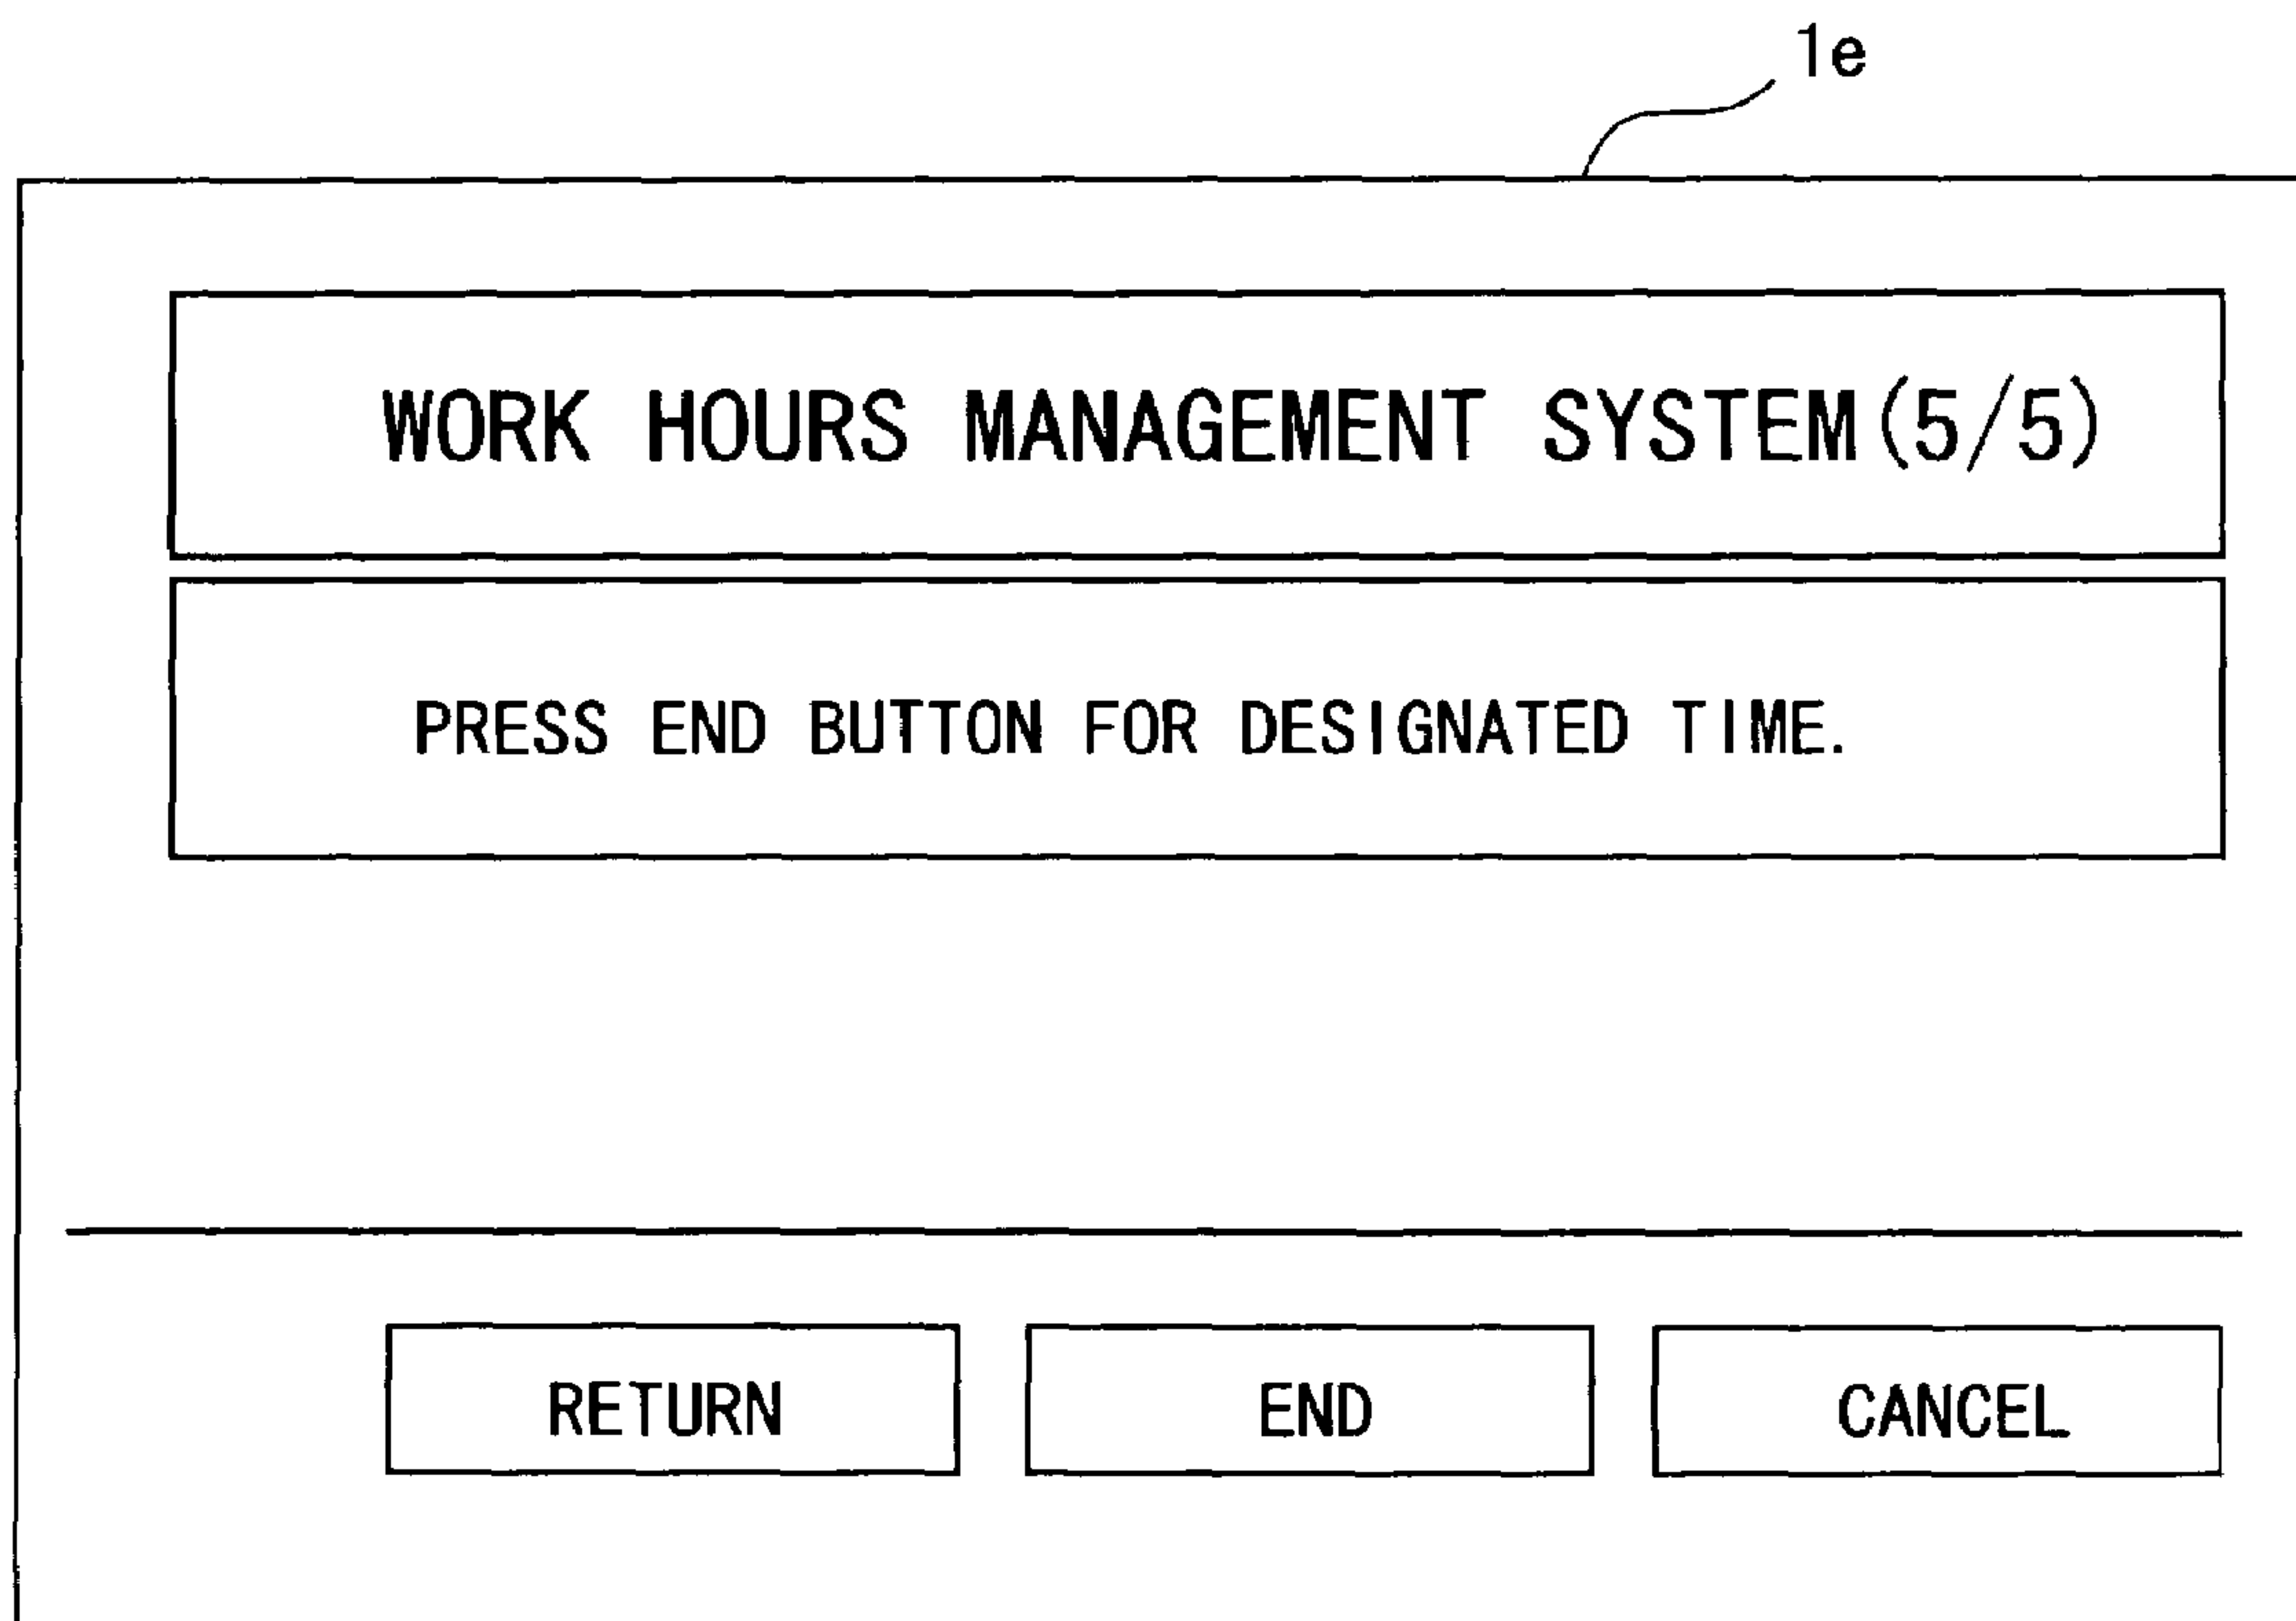 1e
WORK HOURS MANAGEMENT SYSTEM(5/5)
PRESS END BUTTON FOR DESIGNATED TIME.
RETURN END CANCEL